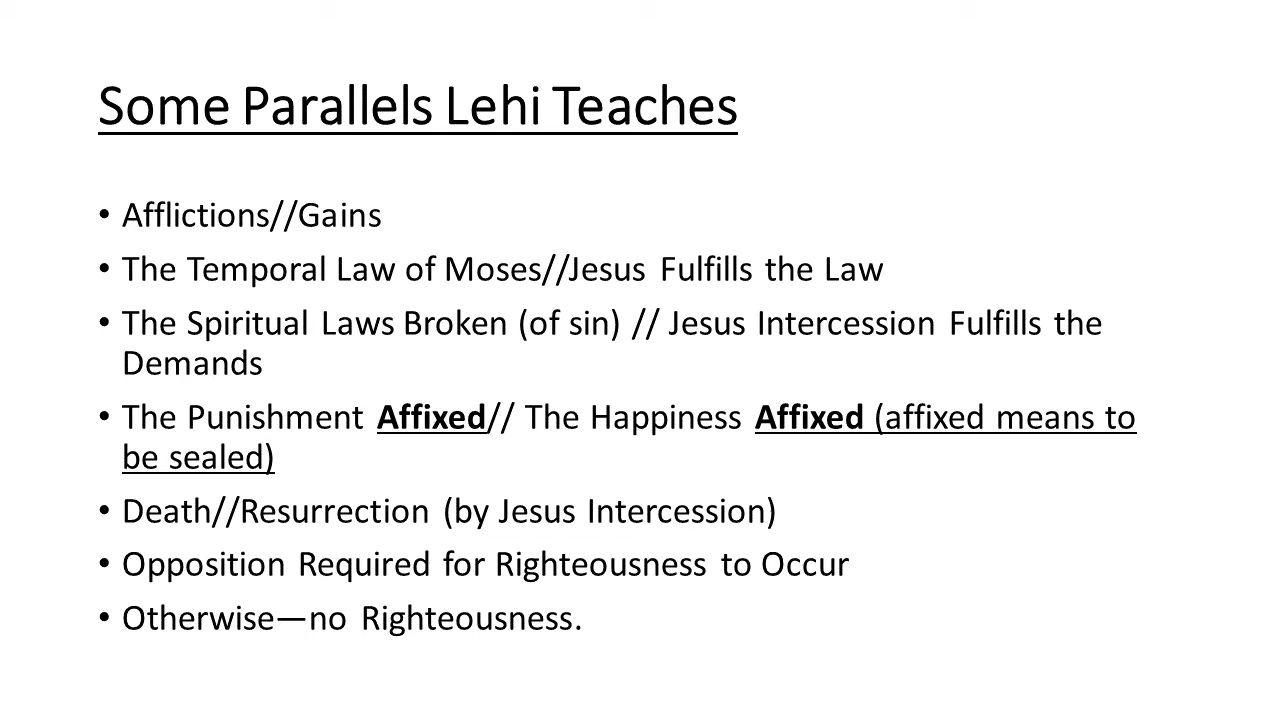 Some Parallels Lehi Teaches
• Afflictions//Gains
• The Temporal Law of Moses//Jesus Fulfills the Law
• The Spiritual Laws Broken (of sin) // Jesus Intercession Fulfills the
Demands
• The Punishment Affixed// The Happiness Affixed (affixed means to
be sealed)
• Death//Resurrection (by Jesus Intercession)
• Opposition Required for Righteousness to Occur
• Otherwise—no Righteousness.